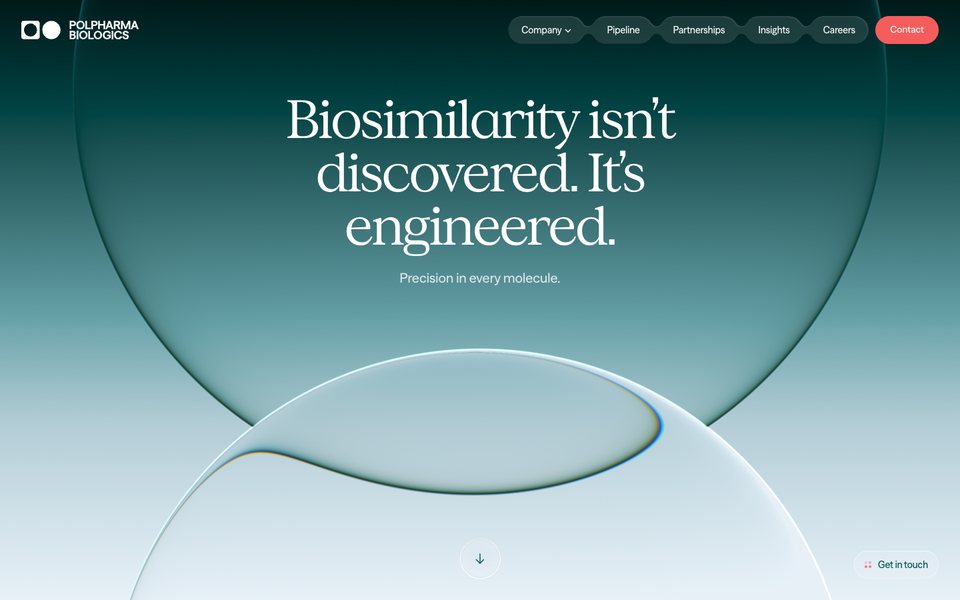 POLPHARMA
BIOLOGICS
Company
Pipeline
Partnerships
Insights
Careers
Contact
Biosimilarity isn't
discovered. It's
engineered.
Precision in every molecule.
Get in touch